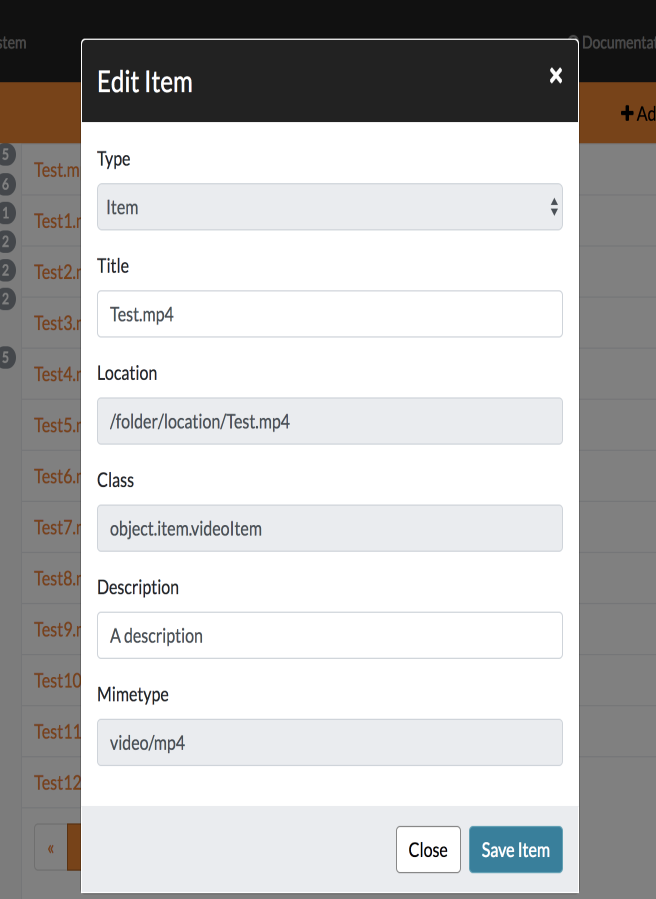 stem
Documentat
Edit Item
×
+ Ad
5
6
1
2
2
2
5
Test.m
Test1.r
Test2.r
Test3.r
Test4.r
Test5.r
Test6.r
Test7.r
Test8.r
Test9.r
Test10
Test11
Test12
«
Type
Item
Title
Test.mp4
Location
/folder/location/Test.mp4
Class
object.item.videoItem
Description
A description
Mimetype
video/mp4
Close
Save Item